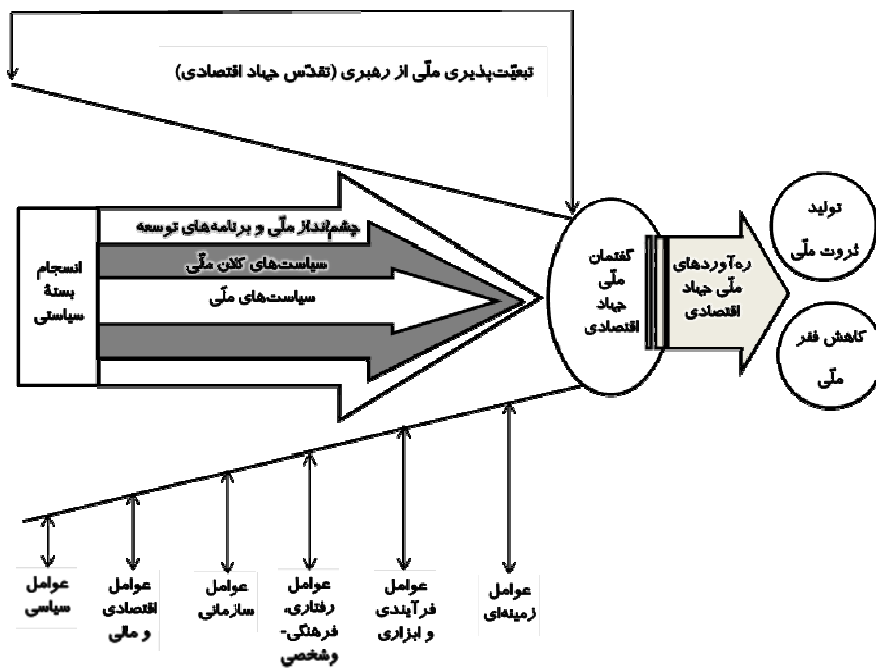 تبعیّت‌پذیری ملّی از رهبری (تقدّس جهاد اقتصادی)
انسجام
بستهٔ
سیاستی
چشم‌انداز ملّی و برنامه‌های توسعه
سیاست‌های کلان ملّی
سیاست‌های ملّی
گفتمان
ملّی
جهاد
اقتصادی
ره‌آوردهای
ملّی جهاد
اقتصادی
تولید
ثروت ملّی
کاهش فقر
ملّی
عوامل
زمینه‌ای
عوامل
فرآیندی
و ابزاری
عوامل
رفتاری،
فرهنگی-
وشخصی
عوامل
سازمانی
عوامل
اقتصادی
و مالی
عوامل
سیاسی